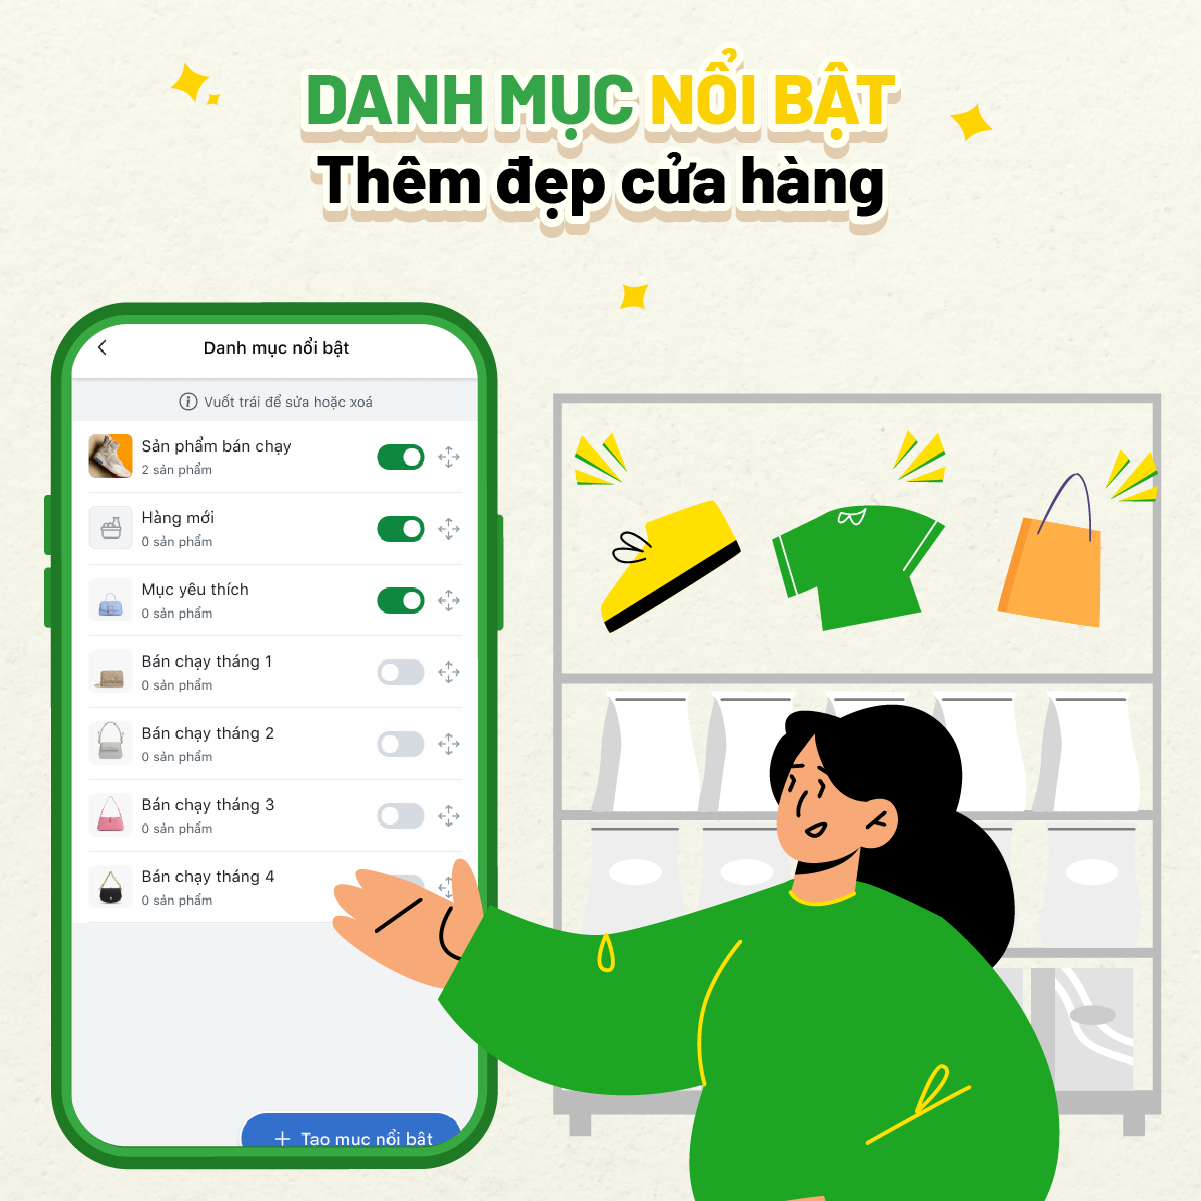 DANH MỤC NỔI BẬT
Thêm đẹp cửa hàng
Danh mục nổi bật
Vuốt trái để sửa hoặc xoá
Sản phẩm bán chạy
2 sản phẩm
Hàng mới
0 sản phẩm
Mục yêu thích
0 sản phẩm
Bán chạy tháng 1
0 sản phẩm
Bán chạy tháng 2
0 sản phẩm
Bán chạy tháng 3
0 sản phẩm
Bán chạy tháng 4
0 sản phẩm
+ Tạo mục nổi bật